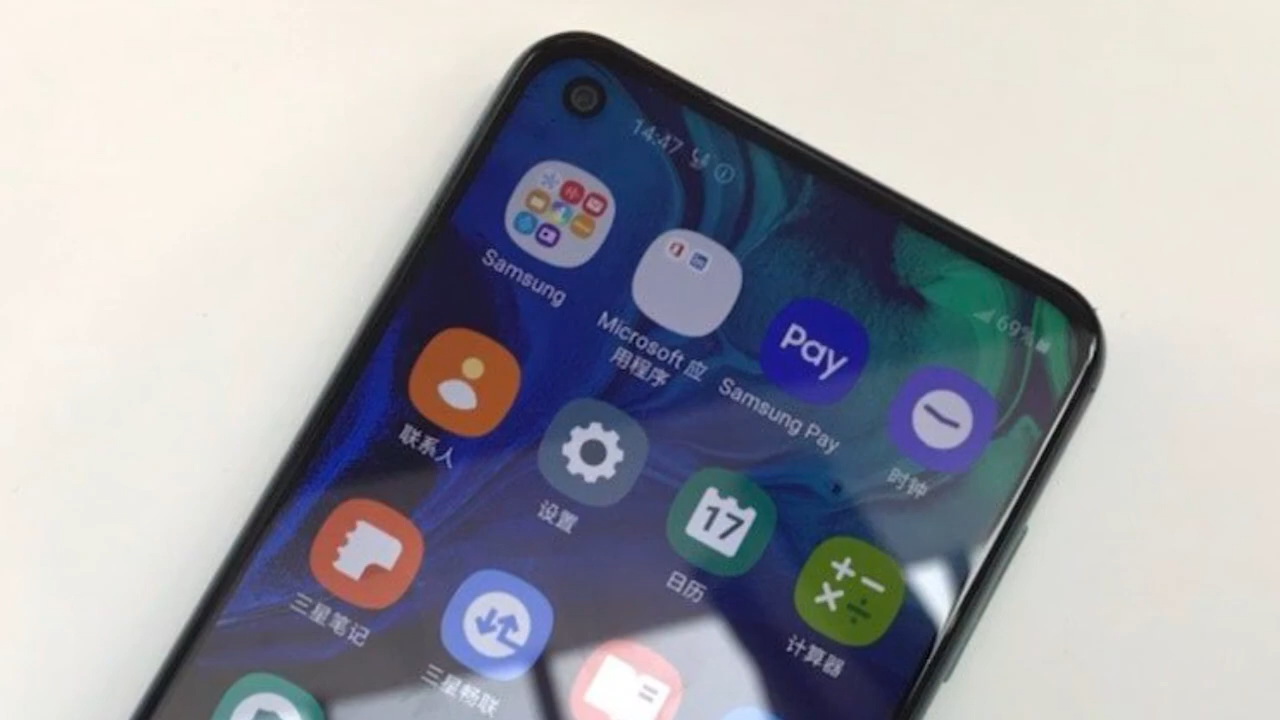 14:47
69%
Samsung
Microsoft 应
用程序
Pay
Samsung Pay
时钟
联系人
设置
17
日历
计算器
三星笔记
三星畅联